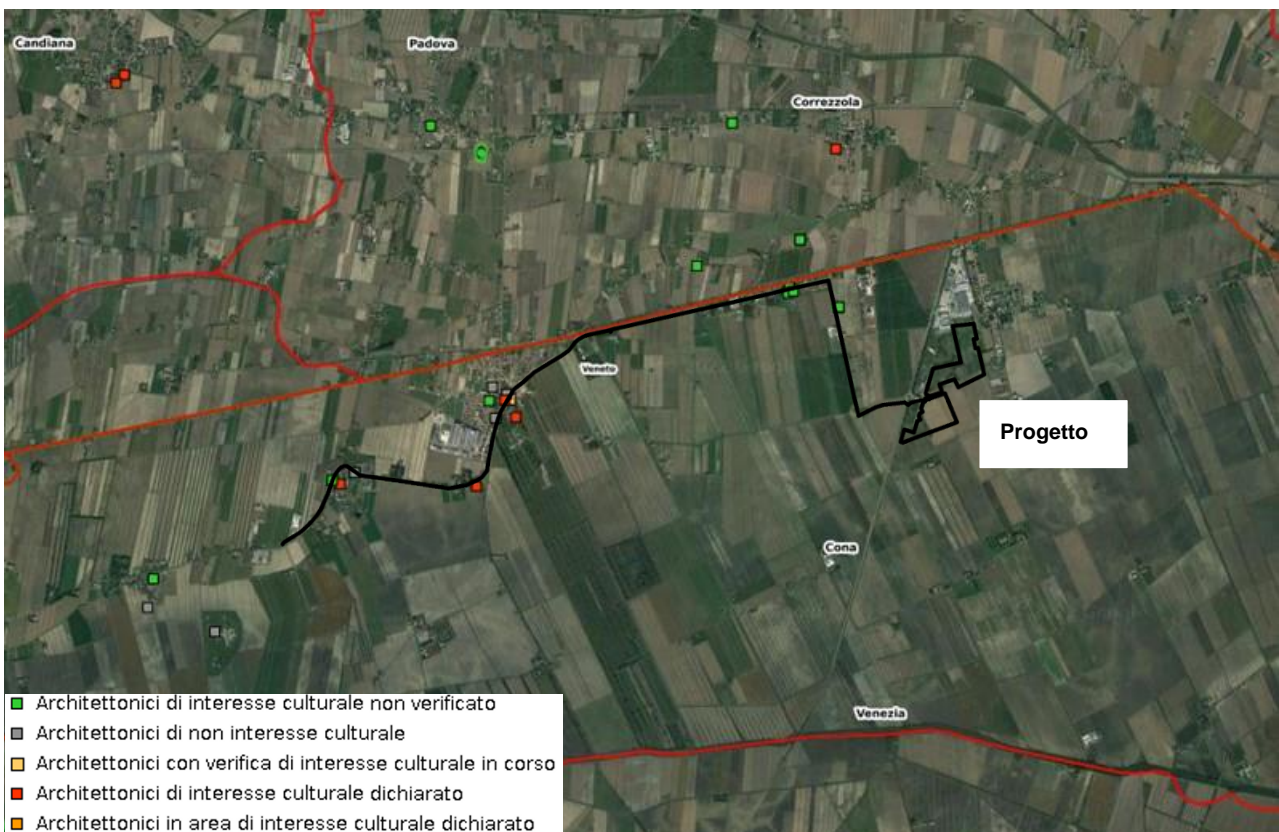 Candiana
Padova
Correzzola
Veneto
Progetto
Cona
Venezia
Architettonici di interesse culturale non verificato
Architettonici di non interesse culturale
Architettonici con verifica di interesse culturale in corso
Architettonici di interesse culturale dichiarato
Architettonici in area di interesse culturale dichiarato